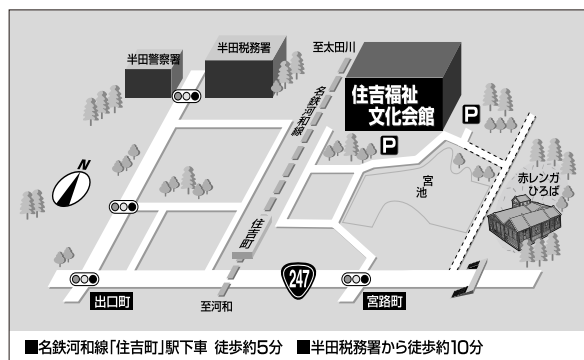 半田警察署
半田税務署
至太田川
名鉄河和線
住吉福祉
文化会館
P
P
N
赤レンガ
ひろば
宮池
住吉町
247
出口町
宮路町
至河和
■名鉄河和線「住吉町」駅下車 徒歩約5分 ■半田税務署から徒歩約10分